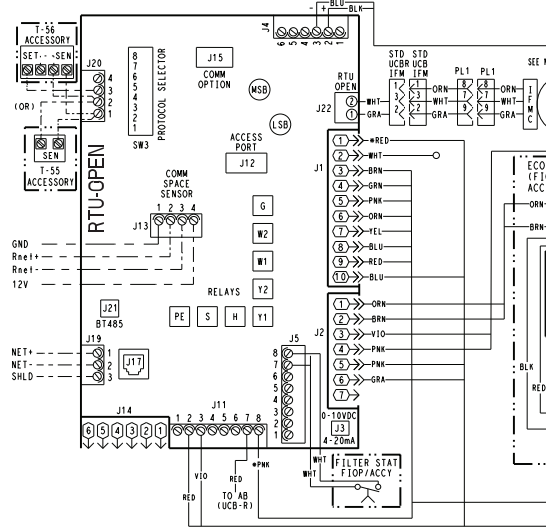 BLU
- +
BLK
T-56
ACCESSORY
SET SEN
J20
4
3
2
1
(OR)
SEN
T-55
ACCESSORY
RTU-OPEN
8
7
6
5
4
3
2
1
PROTOCOL SELECTOR
SW3
J15
COMM
OPTION
MSB
LSB
ACCESS
PORT
J12
J4
6 5 4 3 2 1
RTU
OPEN
J22
2
1
WHT
GRA
STD
UCBR
IFM
STD
UCB
IFM
1
3
2
1
3
2
ORN
WHT
GRA
PL1
8
7
9
PL1
8
7
9
ORN
WHT
GRA
SEE
I
F
M
C
J1
1 *RED
2 WHT
3 BRN
4 GRN
5 PNK
6 ORN
7 YEL
8 BLU
9 RED
10 BLU
COMM
SPACE
SENSOR
1 2 3 4
J13
GND
Rnet+
Rnet-
12V
G
W2
W1
Y2
RELAYS
PE S H Y1
J21
BT485
J19
1
2
3
NET+
NET-
SHLD
J17
J2
1 ORN
2 BRN
3 VIO
4 PNK
5 PNK
6 GRA
7
J5
8
7
6
5
4
3
2
1
0-10VDC
J3
4-20mA
J14
6 5 4 3 2 1
J11
1 2 3 4 5 6 7 8
*PNK
VIO
RED
RED
TO AB
(UCB-R)
WHT
WHT
FILTER STAT
FIOP/ACCY
ECO
(FI
ACC
ORN
BRN
BLK
RED